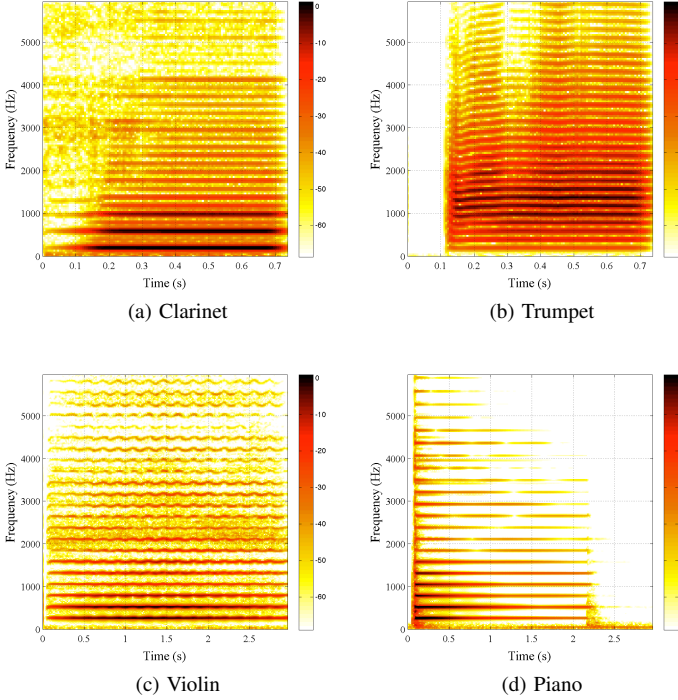 5000
4000
3000
2000
1000
0
Frequency (Hz)
0 0.1 0.2 0.3 0.4 0.5 0.6 0.7
Time (s)
0
-10
-20
-30
-40
-50
-60
(a) Clarinet
5000
4000
3000
2000
1000
0
Frequency (Hz)
0 0.1 0.2 0.3 0.4 0.5 0.6 0.7
Time (s)
(b) Trumpet
5000
4000
3000
2000
1000
0
Frequency (Hz)
0 0.5 1 1.5 2 2.5
Time (s)
0
-10
-20
-30
-40
-50
-60
(c) Violin
5000
4000
3000
2000
1000
0
Frequency (Hz)
0 0.5 1 1.5 2 2.5
Time (s)
(d) Piano